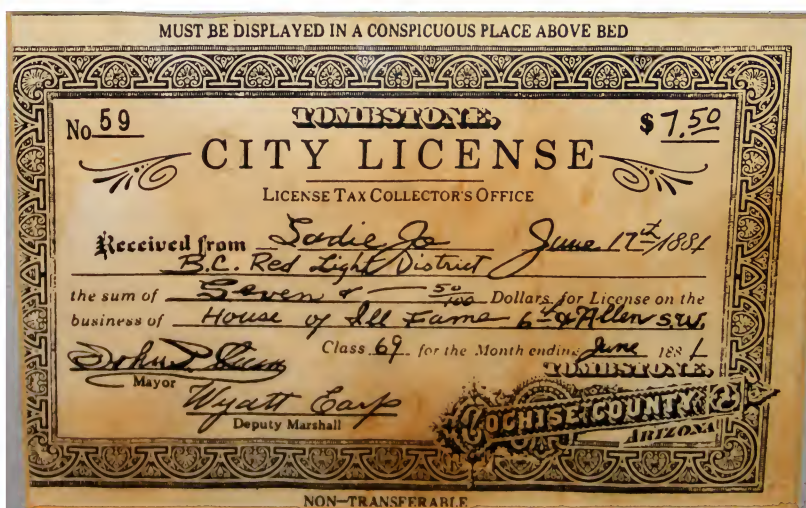 MUST BE DISPLAYED IN A CONSPICUOUS PLACE ABOVE BED
No 59 TOMBSTONE, $ 7.50
CITY LICENSE
LICENSE TAX COLLECTOR'S OFFICE
Received from Sadie Jo June 17th 1881
B.C. Red Light District
the sum of Seven & 50/100 Dollars, for License on the
business of House of Ill Fame 6th & Allen S.W.
Class 69 for the Month ending June 1881
TOMBSTONE,
John P. Clum
Mayor
Wyatt Earp
Deputy Marshall
COCHISE COUNTY
ARIZONA
NON-TRANSFERABLE